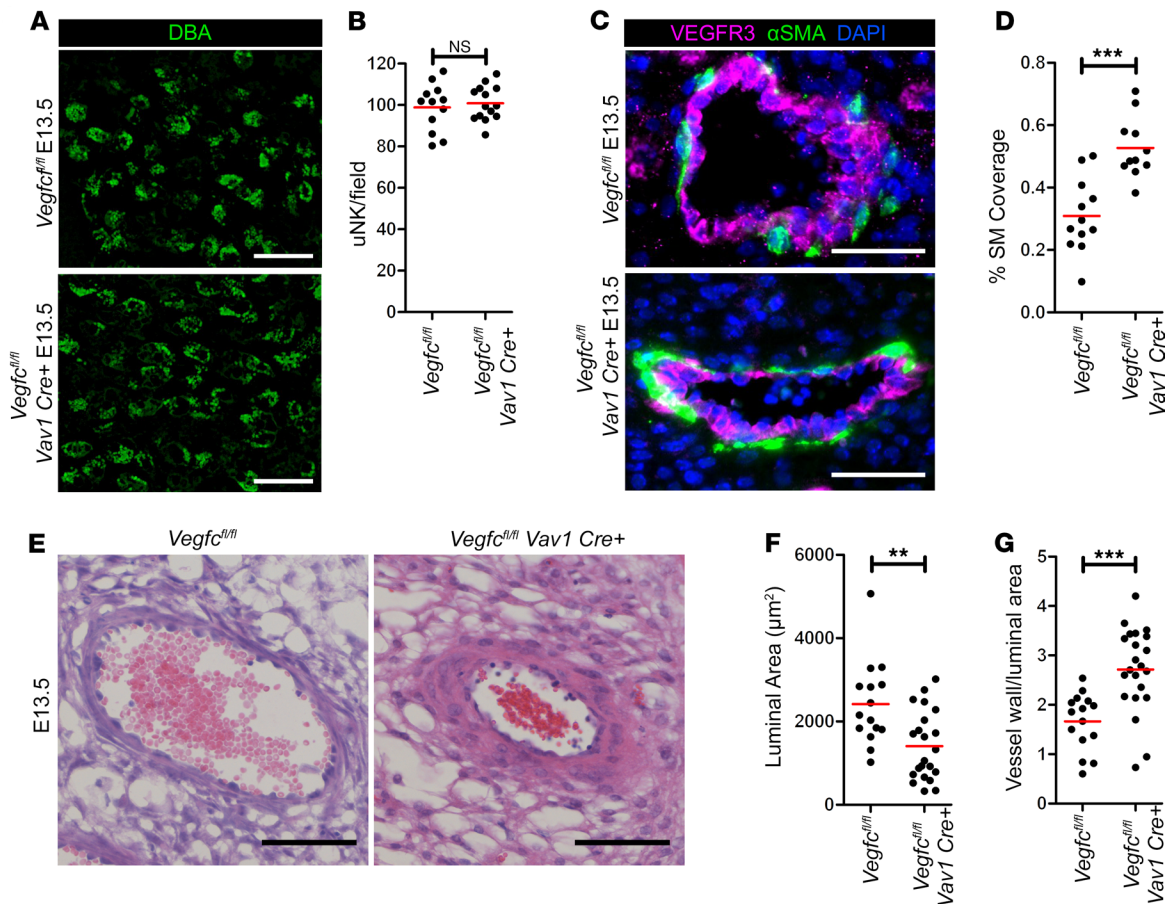 A
DBA
Vegfcfl/fl E13.5
Vegfcfl/fl
Vav1 Cre+ E13.5
B
NS
120
100
80
60
40
20
0
uNK/field
Vegfcfl/fl
Vegfcfl/fl
Vav1 Cre+
C
VEGFR3 αSMA DAPI
Vegfcfl/fl E13.5
Vegfcfl/fl
Vav1 Cre+ E13.5
D
***
0.8
0.6
0.4
0.2
0.0
% SM Coverage
Vegfcfl/fl
Vegfcfl/fl
Vav1 Cre+
E
Vegfcfl/fl
Vegfcfl/fl Vav1 Cre+
E13.5
F
**
6000
4000
2000
0
Luminal Area (µm²)
Vegfcfl/fl
Vegfcfl/fl
Vav1 Cre+
G
***
5
4
3
2
1
0
Vessel wall/luminal area
Vegfcfl/fl
Vegfcfl/fl
Vav1 Cre+